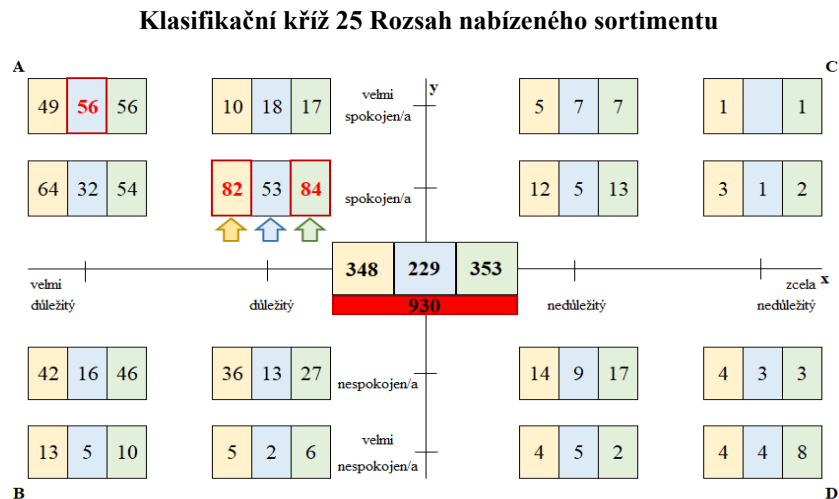 Klasifikační kříž 25 Rozsah nabízeného sortimentu
A
C
velmi
spokojen/a
y
49 56 56
10 18 17
5 7 7
1 1
64 32 54
82 53 84
spokojen/a
12 5 13
3 1 2
348 229 353
930
velmi
důležitý
důležitý
nedůležitý
zcela
nedůležitý
x
42 16 46
36 13 27
nespokojen/a
14 9 17
4 3 3
13 5 10
5 2 6
velmi
nespokojen/a
4 5 2
4 4 8
B
D